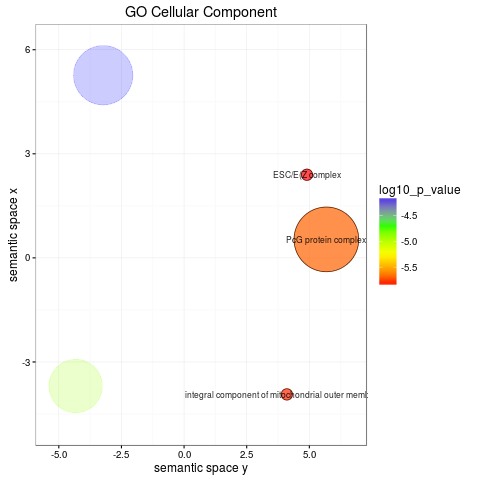 GO Cellular Component
6
3
0
-3
semantic space x
ESC/E(Z) complex
PcG protein complex
integral component of mitochondrial outer memb
-5.0
-2.5
0.0
2.5
5.0
semantic space y
log10_p_value
-4.5
-5.0
-5.5